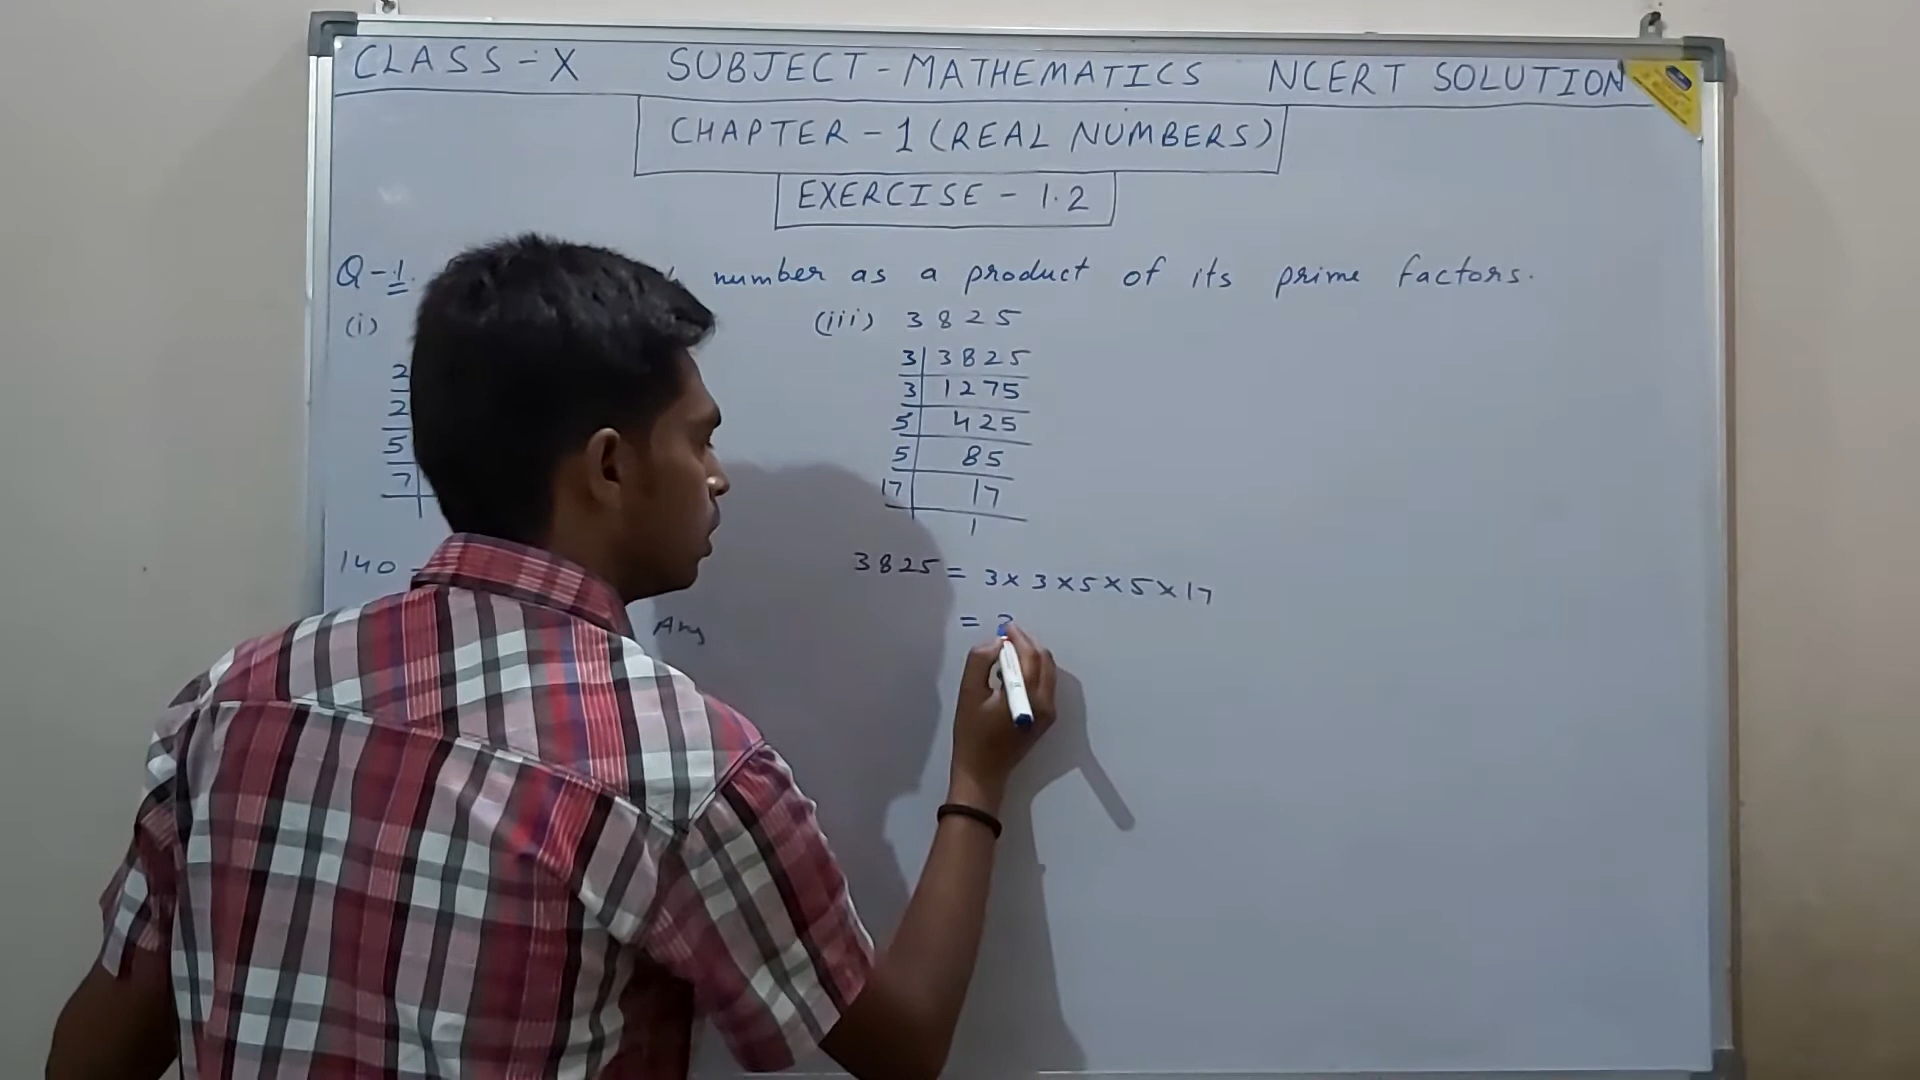 CLASS-X SUBJECT-MATHEMATICS NCERT SOLUTION
CHAPTER-1 (REAL NUMBERS)
EXERCISE - 1.2
Q-1. number as a product of its prime factors.
(i)
2
2
5
7
140
Ans
(iii) 3825
3 | 3825
3 | 1275
5 | 425
5 | 85
17 | 17
1
3825 = 3 × 3 × 5 × 5 × 17
=